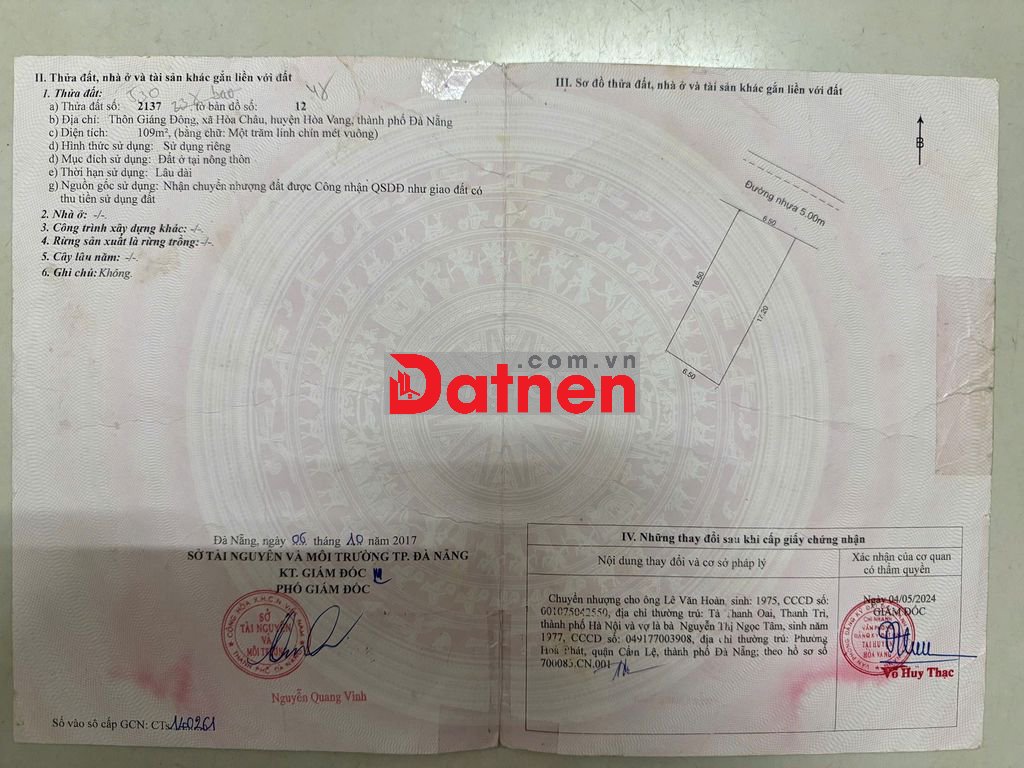 II. Thửa đất, nhà ở và tài sản khác gắn liền với đất
1. Thửa đất:
a) Thửa đất số: 2137 Tờ bản đồ số: 12
b) Địa chỉ: Thôn Giáng Đông, xã Hòa Châu, huyện Hòa Vang, thành phố Đà Nẵng
c) Diện tích: 109m², (bằng chữ: Một trăm linh chín mét vuông)
d) Hình thức sử dụng: Sử dụng riêng
đ) Mục đích sử dụng: Đất ở tại nông thôn
e) Thời hạn sử dụng: Lâu dài
g) Nguồn gốc sử dụng: Nhận chuyển nhượng đất được Công nhận QSDĐ như giao đất có
thu tiền sử dụng đất
2. Nhà ở: -/-.
3. Công trình xây dựng khác: -/-.
4. Rừng sản xuất là rừng trồng: -/-.
5. Cây lâu năm: -/-.
6. Ghi chú: Không.
Đà Nẵng, ngày 06 tháng 10 năm 2017
SỞ TÀI NGUYÊN VÀ MÔI TRƯỜNG TP. ĐÀ NẴNG
KT. GIÁM ĐỐC
PHÓ GIÁM ĐỐC
SỞ
TÀI NGUYÊN
VÀ
MÔI TRƯỜNG
Nguyễn Quang Vinh
Số vào sổ cấp GCN: CTs 140261
III. Sơ đồ thửa đất, nhà ở và tài sản khác gắn liền với đất
B
Đường nhựa 5.00m
6.50
16.50
17.20
6.50
Datnen
.com.vn
IV. Những thay đổi sau khi cấp giấy chứng nhận
Nội dung thay đổi và cơ sở pháp lý
Xác nhận của cơ quan
có thẩm quyền
Chuyển nhượng cho ông Lê Văn Hoàn, sinh: 1975, CCCD số:
001075042550, địa chỉ thường trú: Tả Thanh Oai, Thanh Trì,
thành phố Hà Nội và vợ là bà Nguyễn Thị Ngọc Tâm, sinh năm
1977, CCCD số: 049177003908, địa chỉ thường trú: Phường
Hoà Phát, quận Cẩm Lệ, thành phố Đà Nẵng; theo hồ sơ số
700085.CN.001
Ngày 04/05/2024
GIÁM ĐỐC
Võ Huy Thạc